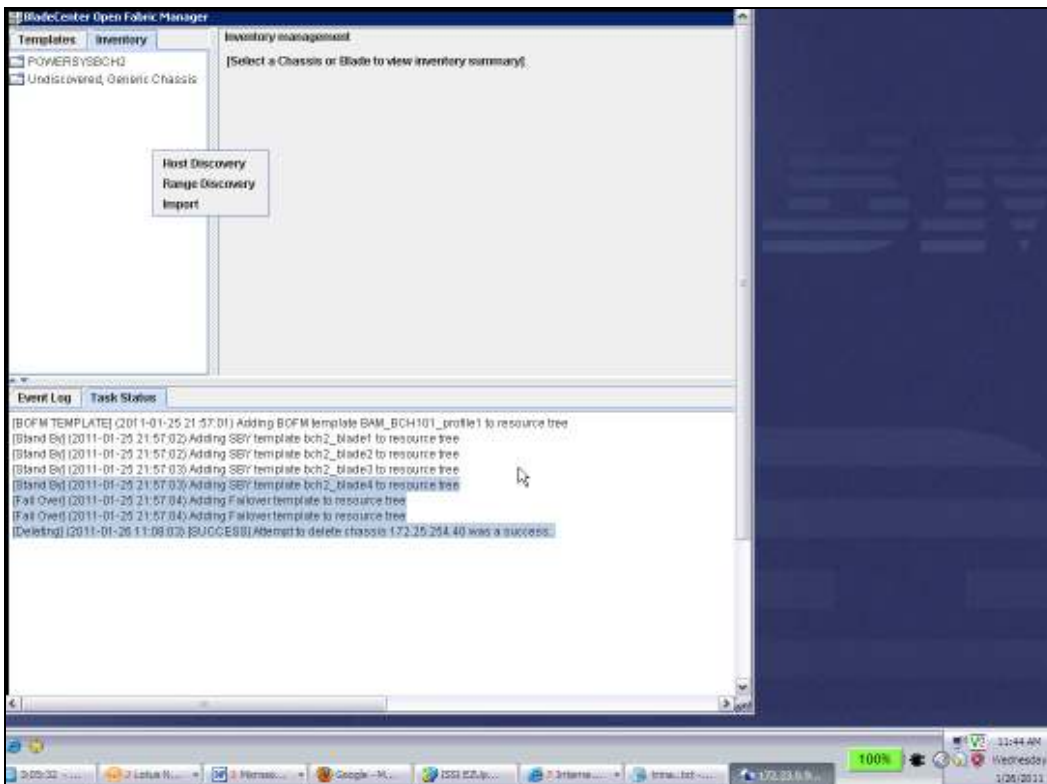 BladeCenter Open Fabric Manager
Templates Inventory
POWERSYSBCH2
Undiscovered, Generic Chassis
Inventory management
[Select a Chassis or Blade to view inventory summary]
Host Discovery
Range Discovery
Import
Event Log Task Status
[BOFM TEMPLATE] (2011-01-25 21:57:01) Adding BOFM template BAM_BCH101_profile1 to resource tree
[Stand By] (2011-01-25 21:57:02) Adding SBY template bch2_blade1 to resource tree
[Stand By] (2011-01-25 21:57:02) Adding SBY template bch2_blade2 to resource tree
[Stand By] (2011-01-25 21:57:03) Adding SBY template bch2_blade3 to resource tree
[Stand By] (2011-01-25 21:57:03) Adding SBY template bch2_blade4 to resource tree
[Fail Over] (2011-01-25 21:57:04) Adding Failover template to resource tree
[Fail Over] (2011-01-25 21:57:04) Adding Failover template to resource tree
[Deleting] (2011-01-26 11:08:03) [SUCCESS] Attempt to delete chassis 172.25.254.40 was a success.
100%
11:44 AM
Wednesday
1/26/2011
2 Lotus N...
Google - M...
ISSI EZUp...